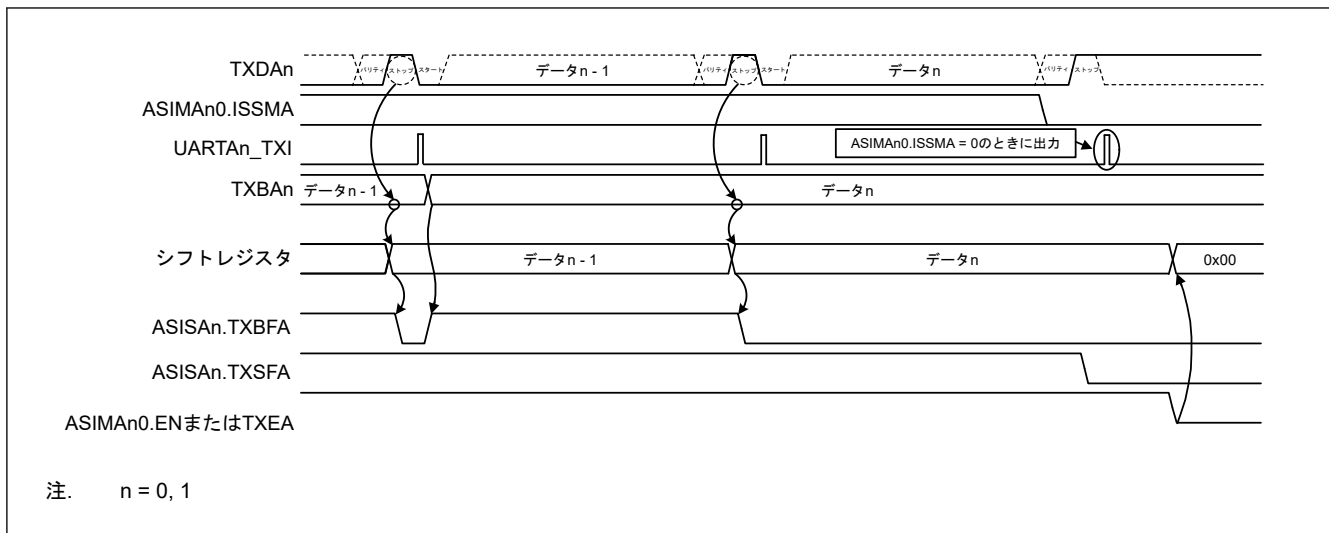 TXDAn パリティ ストップ スタート データn - 1 パリティ ストップ スタート データn パリティ ストップ
ASIMAn0.ISSMA
UARTAn_TXI ASIMAn0.ISSMA = 0のときに出力
TXBAn データn - 1 データn
シフトレジスタ データn - 1 データn 0x00
ASISAn.TXBFA
ASISAn.TXSFA
ASIMAn0.ENまたはTXEA
注. n = 0, 1